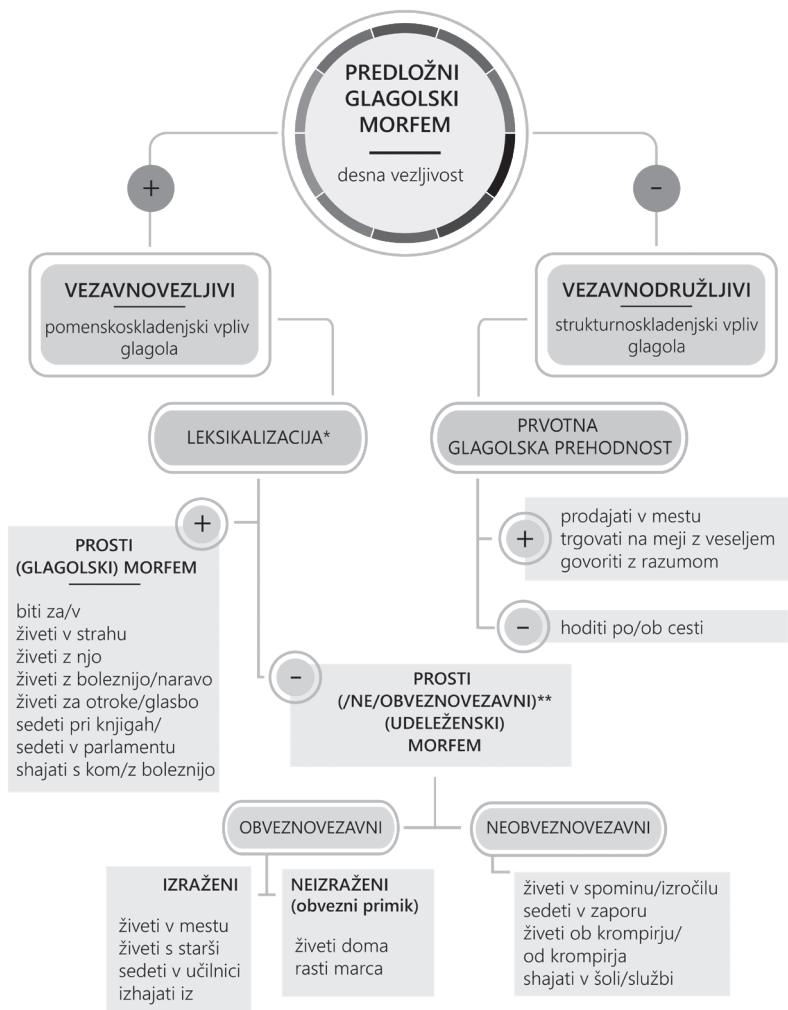 PREDLOŽNI
GLAGOLSKI
MORFEM
desna vezljivost
+
-
VEZAVNOVEZLJIVI
pomenskoskladenjski vpliv
glagola
VEZAVNODRUŽLJIVI
strukturnoskladenjski vpliv
glagola
LEKSIKALIZACIJA*
PRVOTNA
GLAGOLSKA PREHODNOST
+
PROSTI
(GLAGOLSKI) MORFEM
biti za/v
živeti v strahu
živeti z njo
živeti z boleznijo/naravo
živeti za otroke/glasbo
sedeti pri knjigah/
sedeti v parlamentu
shajati s kom/z boleznijo
+
prodajati v mestu
trgovati na meji z veseljem
govoriti z razumom
-
hoditi po/ob cesti
-
PROSTI
(/NE/OBVEZNOVEZAVNI)**
(UDELEŽENSKI)
MORFEM
OBVEZNOVEZAVNI
NEOBVEZNOVEZAVNI
IZRAŽENI
živeti v mestu
živeti s starši
sedeti v učilnici
izhajati iz
NEIZRAŽENI
(obvezni primik)
živeti doma
rasti marca
živeti v spominu/izročilu
sedeti v zaporu
živeti ob krompirju/
od krompirja
shajati v šoli/službi